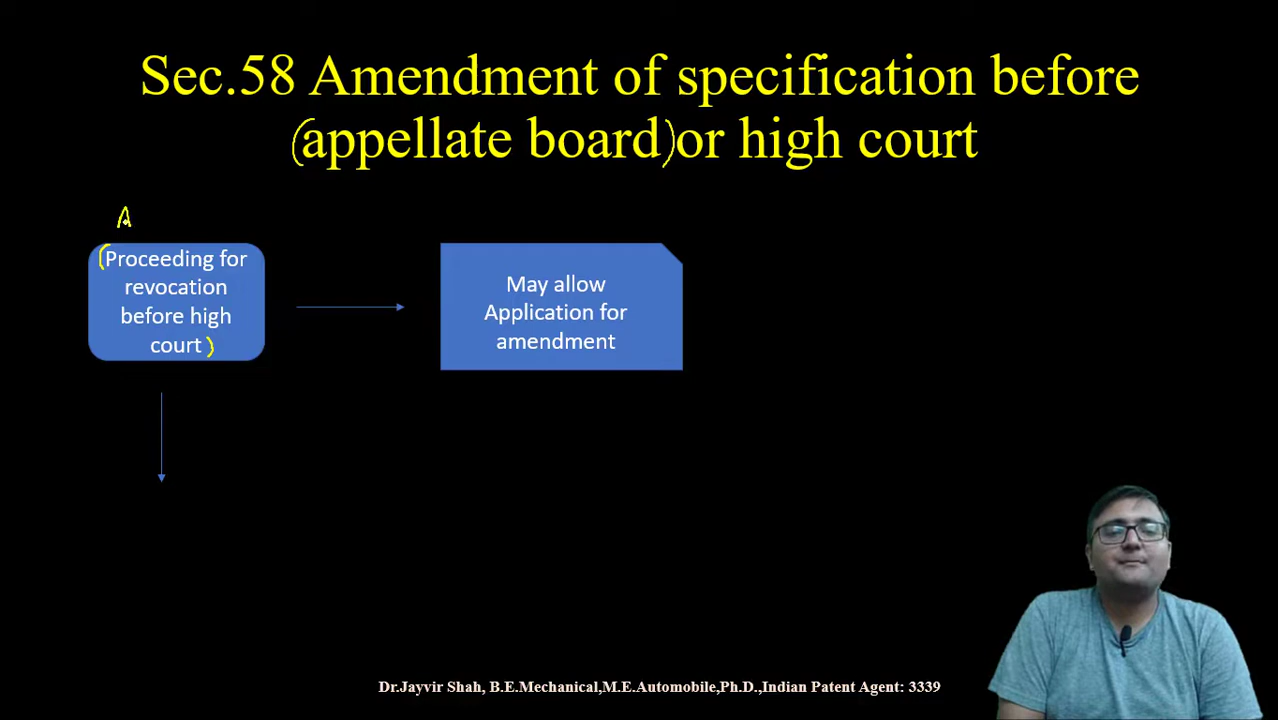 Sec.58 Amendment of specification before
(appellate board)or high court
A
(Proceeding for
revocation
before high
court)
May allow
Application for
amendment
Dr.Jayvir Shah, B.E.Mechanical,M.E.Automobile,Ph.D.,Indian Patent Agent: 3339